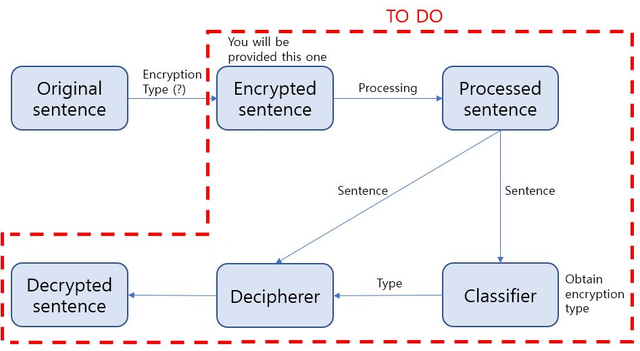 TO DO
You will be
provided this one
Original
sentence
Encryption
Type (?)
Encrypted
sentence
Processing
Processed
sentence
Sentence
Sentence
Decrypted
sentence
Decipherer
Type
Classifier
Obtain
encryption
type